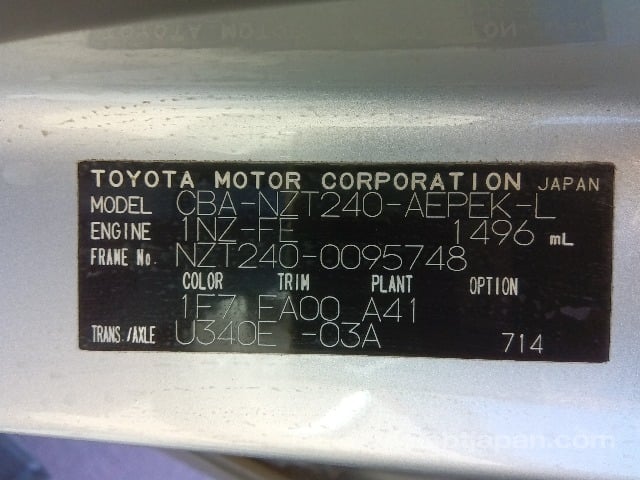 TOYOTA MOTOR CORPORATION JAPAN
MODEL CBA-NZT240-AEPEK-L
ENGINE 1NZ-FE 1496 mL
FRAME No. NZT240-0095748
COLOR TRIM PLANT OPTION
1F7 EA00 A41
TRANS./AXLE U340E -03A 714